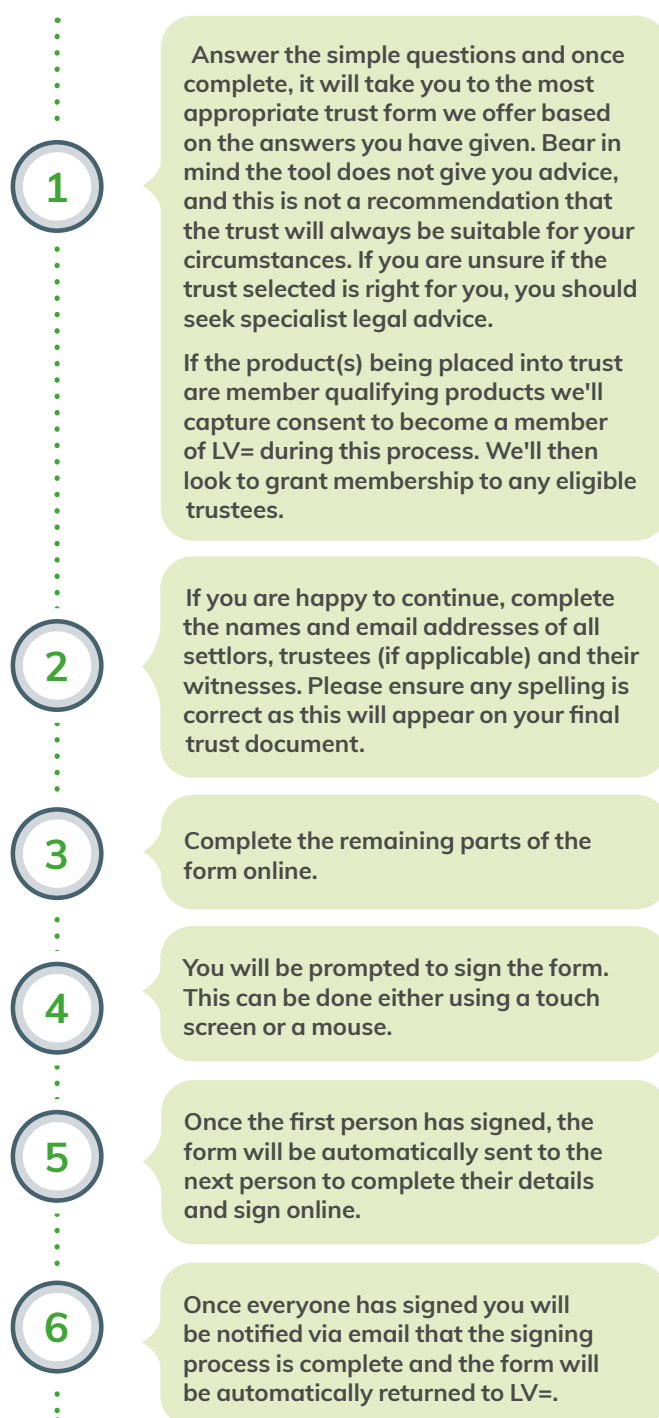 1
Answer the simple questions and once
complete, it will take you to the most
appropriate trust form we offer based
on the answers you have given. Bear in
mind the tool does not give you advice,
and this is not a recommendation that
the trust will always be suitable for your
circumstances. If you are unsure if the
trust selected is right for you, you should
seek specialist legal advice.
If the product(s) being placed into trust
are member qualifying products we'll
capture consent to become a member
of LV= during this process. We'll then
look to grant membership to any eligible
trustees.
2
If you are happy to continue, complete
the names and email addresses of all
settlors, trustees (if applicable) and their
witnesses. Please ensure any spelling is
correct as this will appear on your final
trust document.
3
Complete the remaining parts of the
form online.
4
You will be prompted to sign the form.
This can be done either using a touch
screen or a mouse.
5
Once the first person has signed, the
form will be automatically sent to the
next person to complete their details
and sign online.
6
Once everyone has signed you will
be notified via email that the signing
process is complete and the form will
be automatically returned to LV=.